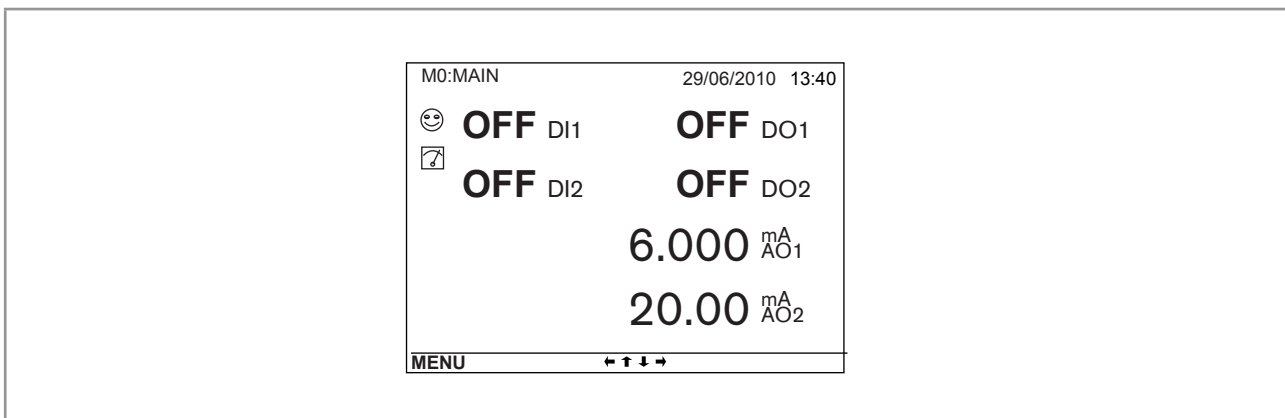 M0:MAIN 29/06/2010 13:40
OFF DI1 OFF DO1
OFF DI2 OFF DO2
6.000 mA AO1
20.00 mA AO2
MENU